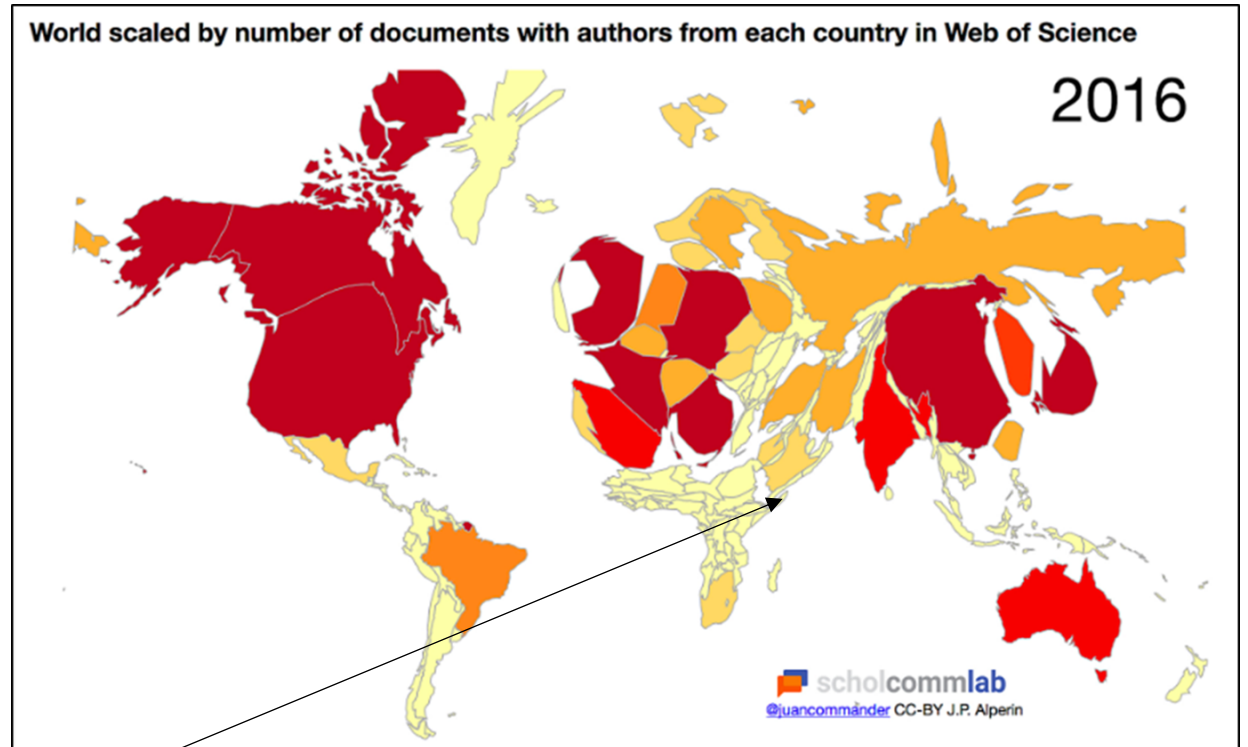 World scaled by number of documents with authors from each country in Web of Science
2016
scholcommlab
@juancommander CC-BY J.P. Alperin